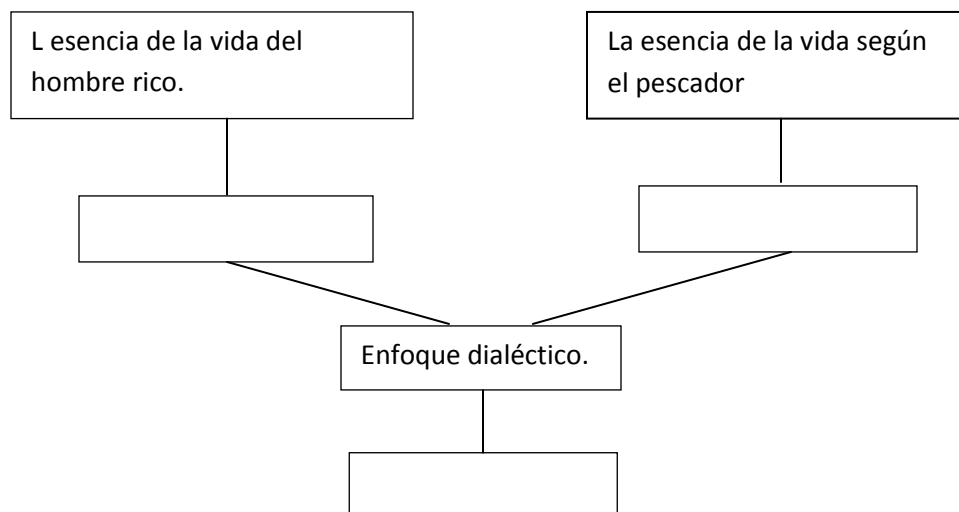 L esencia de la vida del
hombre rico.
La esencia de la vida según
el pescador
Enfoque dialéctico.